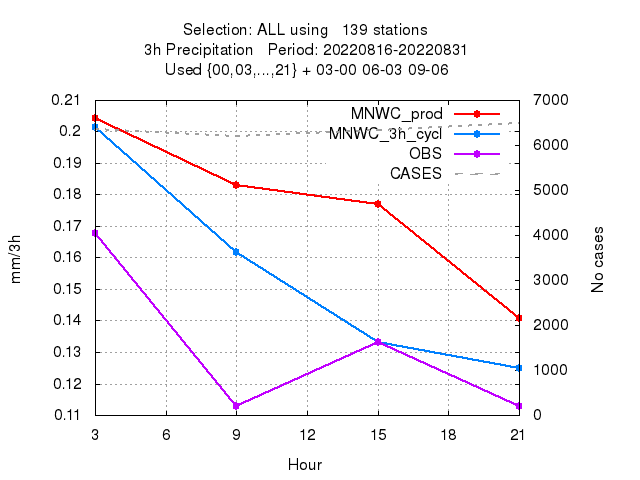 Selection: ALL using   139 stations
3h Precipitation   Period: 20220816-20220831
Used {00,03,...,21} + 03-00 06-03 09-06
MNWC_prod
MNWC_3h_cycl
OBS
CASES
mm/3h
0.21
0.2
0.19
0.18
0.17
0.16
0.15
0.14
0.13
0.12
0.11
7000
6000
5000
4000
3000
2000
1000
0
No cases
3 6 9 12 15 18 21
Hour